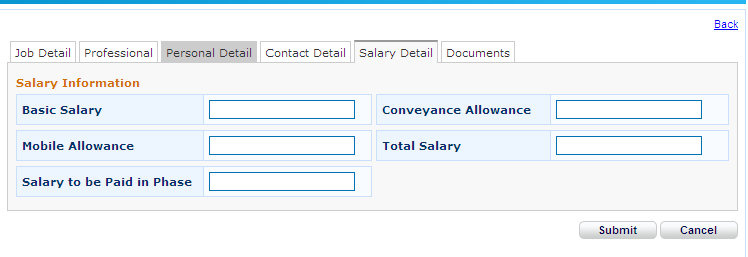 Back
Job Detail Professional Personal Detail Contact Detail Salary Detail Documents
Salary Information
Basic Salary Conveyance Allowance
Mobile Allowance Total Salary
Salary to be Paid in Phase
Submit Cancel